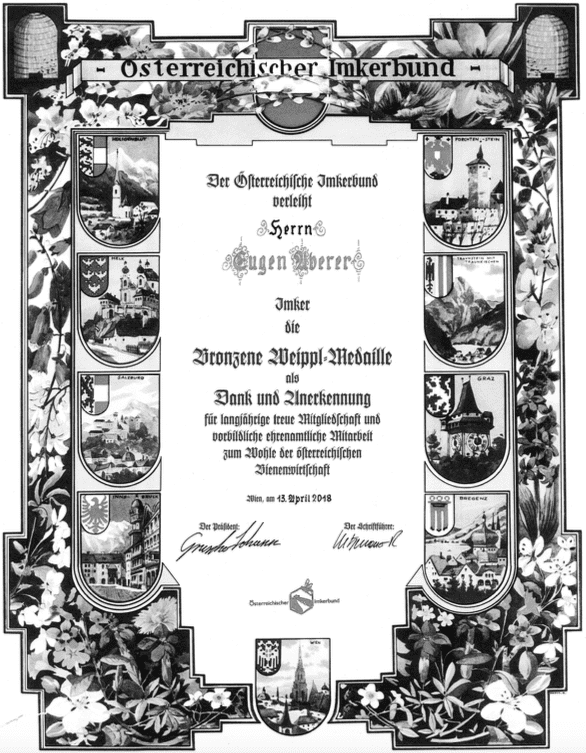 Österreichischer Imkerbund
Der Österreichische Imkerbund
verleiht
Herrn
Eugen Aberer
Imker
die
Bronzene Weippl-Medaille
als
Dank und Anerkennung
für langjährige treue Mitgliedschaft und
vorbildliche ehrenamtliche Mitarbeit
zum Wohle der österreichischen
Bienenwirtschaft
Wien, am 13. April 2018
Der Präsident:
Der Schriftführer:
Österreichischer Imkerbund
HEILIGENBLUT
MELK
SALZBURG
INNSBRUCK
FORCHTEN-STEIN
TRAUNSTEIN MIT
GRAZ
BREGENZ
WIEN